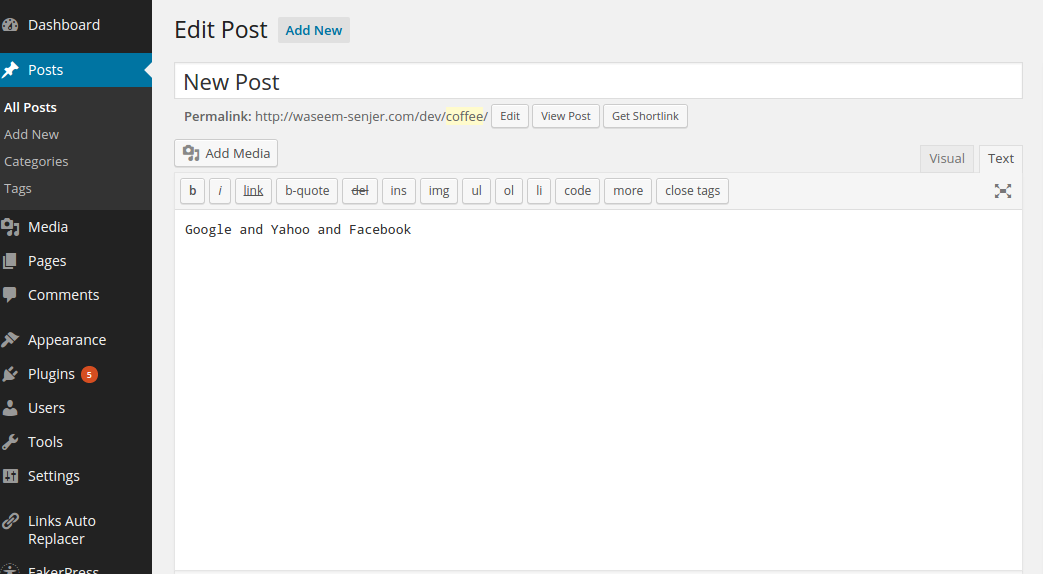 Dashboard
Posts
All Posts
Add New
Categories
Tags
Media
Pages
Comments
Appearance
Plugins 5
Users
Tools
Settings
Links Auto
Replacer
FakerPress
Edit Post Add New
New Post
Permalink: http://waseem-senjer.com/dev/coffee/ Edit View Post Get Shortlink
Add Media Visual Text
b i link b-quote del ins img ul ol li code more close tags
Google and Yahoo and Facebook